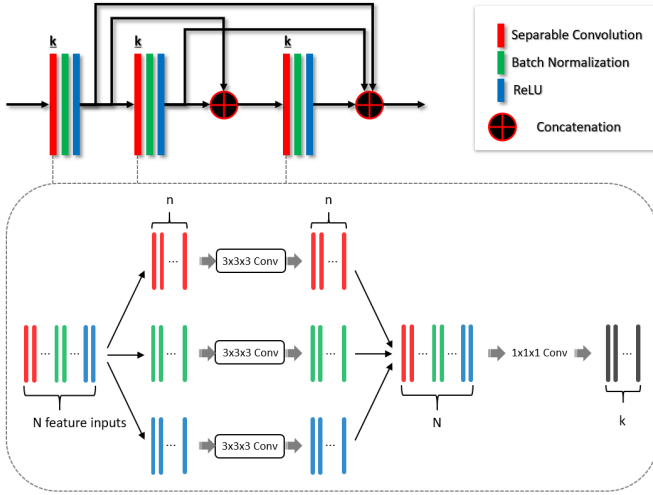 k
k
k
Separable Convolution
Batch Normalization
ReLU
Concatenation
n
n
...
3x3x3 Conv
...
... ...
...
3x3x3 Conv
...
... ...
1x1x1 Conv
...
N feature inputs
N
k
...
3x3x3 Conv
...